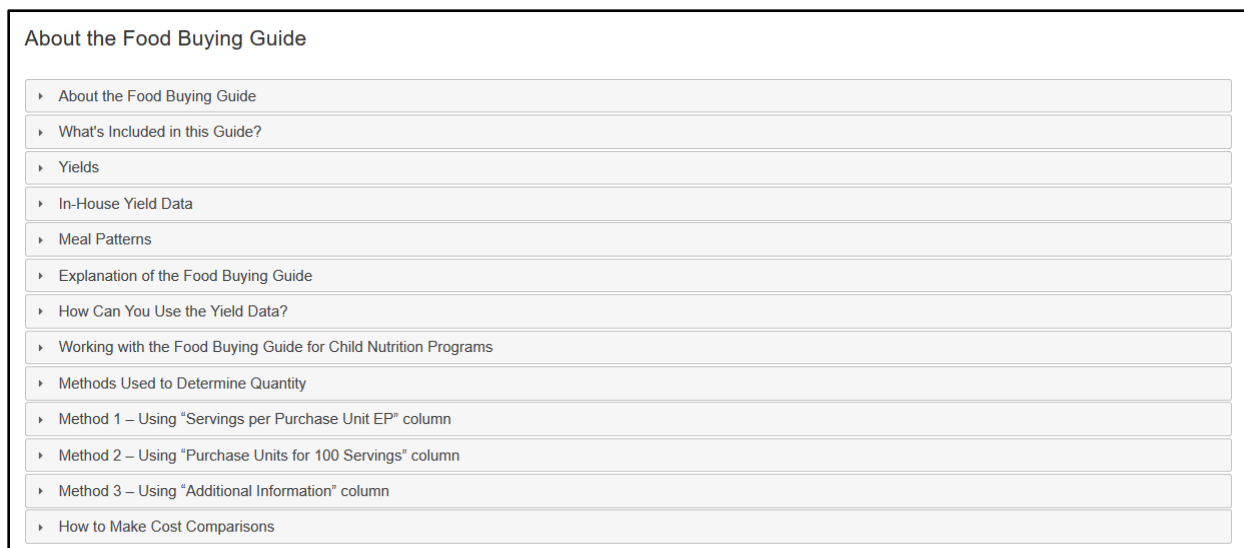 About the Food Buying Guide
About the Food Buying Guide
What's Included in this Guide?
Yields
In-House Yield Data
Meal Patterns
Explanation of the Food Buying Guide
How Can You Use the Yield Data?
Working with the Food Buying Guide for Child Nutrition Programs
Methods Used to Determine Quantity
Method 1 – Using “Servings per Purchase Unit EP” column
Method 2 – Using “Purchase Units for 100 Servings” column
Method 3 – Using “Additional Information” column
How to Make Cost Comparisons